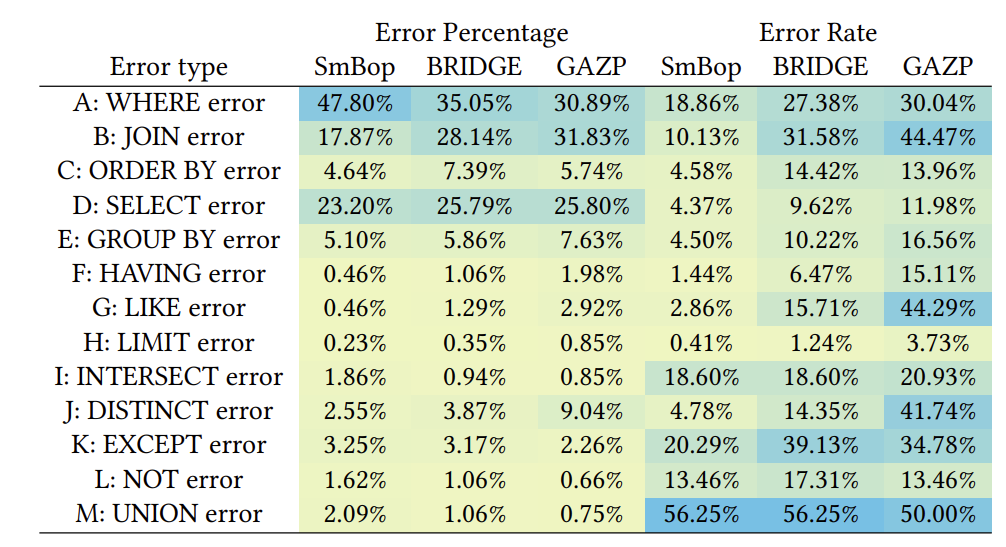 Error Percentage Error Rate
Error type SmBop BRIDGE GAZP SmBop BRIDGE GAZP
A: WHERE error 47.80% 35.05% 30.89% 18.86% 27.38% 30.04%
B: JOIN error 17.87% 28.14% 31.83% 10.13% 31.58% 44.47%
C: ORDER BY error 4.64% 7.39% 5.74% 4.58% 14.42% 13.96%
D: SELECT error 23.20% 25.79% 25.80% 4.37% 9.62% 11.98%
E: GROUP BY error 5.10% 5.86% 7.63% 4.50% 10.22% 16.56%
F: HAVING error 0.46% 1.06% 1.98% 1.44% 6.47% 15.11%
G: LIKE error 0.46% 1.29% 2.92% 2.86% 15.71% 44.29%
H: LIMIT error 0.23% 0.35% 0.85% 0.41% 1.24% 3.73%
I: INTERSECT error 1.86% 0.94% 0.85% 18.60% 18.60% 20.93%
J: DISTINCT error 2.55% 3.87% 9.04% 4.78% 14.35% 41.74%
K: EXCEPT error 3.25% 3.17% 2.26% 20.29% 39.13% 34.78%
L: NOT error 1.62% 1.06% 0.66% 13.46% 17.31% 13.46%
M: UNION error 2.09% 1.06% 0.75% 56.25% 56.25% 50.00%